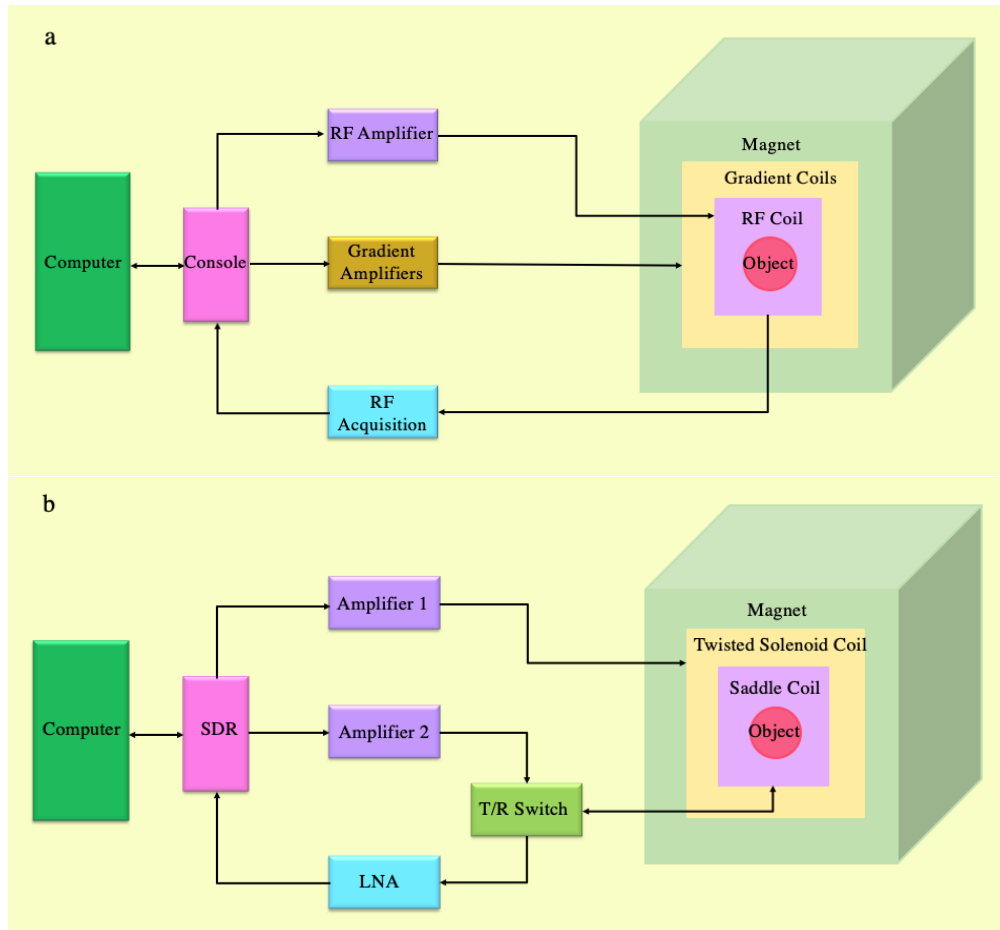 a
RF Amplifier
Magnet
Gradient Coils
RF Coil
Computer
Console
Gradient
Amplifiers
Object
RF
Acquisition
b
Amplifier 1
Magnet
Twisted Solenoid Coil
Saddle Coil
Computer
SDR
Amplifier 2
Object
T/R Switch
LNA